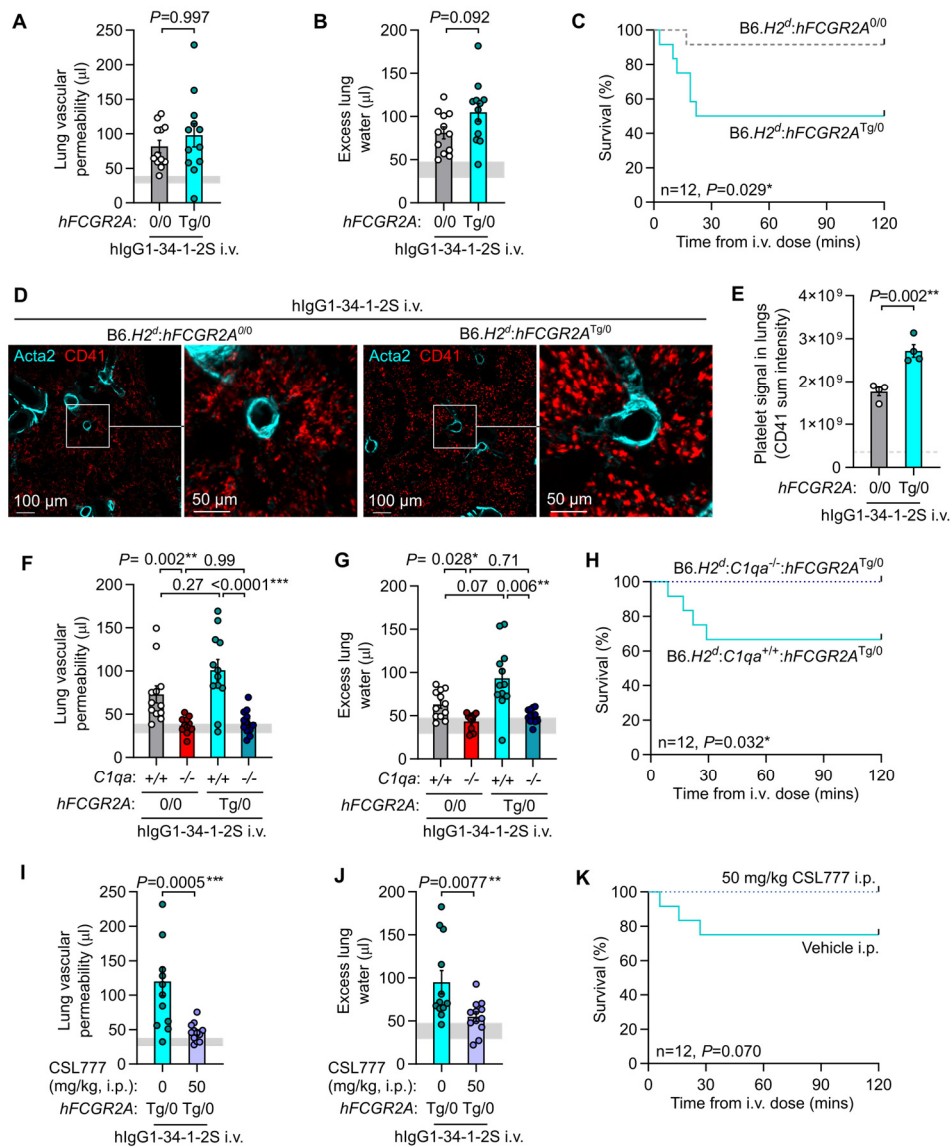 A
P=0.997
Lung vascular
permeability (µl)
250
200
150
100
50
0
hFCGR2A: 0/0 Tg/0
hIgG1-34-1-2S i.v.
B
P=0.092
Excess lung
water (µl)
250
200
150
100
50
0
hFCGR2A: 0/0 Tg/0
hIgG1-34-1-2S i.v.
C
B6.H2ᵈ:hFCGR2A⁰/⁰
Survival (%)
100
80
60
40
20
0
B6.H2ᵈ:hFCGR2Aᵀᵍ/⁰
n=12, P=0.029*
0 30 60 90 120
Time from i.v. dose (mins)
D
hIgG1-34-1-2S i.v.
B6.H2ᵈ:hFCGR2A⁰/⁰
B6.H2ᵈ:hFCGR2Aᵀᵍ/⁰
Acta2 CD41
100 µm
50 µm
Acta2 CD41
100 µm
50 µm
E
P=0.002**
Platelet signal in lungs
(CD41 sum intensity)
4×10⁹
3×10⁹
2×10⁹
1×10⁹
0
hFCGR2A: 0/0 Tg/0
hIgG1-34-1-2S i.v.
F
P= 0.002** 0.99
0.27 <0.0001***
Lung vascular
permeability (µl)
200
150
100
50
0
C1qa: +/+ -/- +/+ -/-
hFCGR2A: 0/0 Tg/0
hIgG1-34-1-2S i.v.
G
P= 0.028* 0.71
0.07 0.006**
Excess lung
water (µl)
200
150
100
50
0
C1qa: +/+ -/- +/+ -/-
hFCGR2A: 0/0 Tg/0
hIgG1-34-1-2S i.v.
H
B6.H2ᵈ:C1qa⁻/⁻:hFCGR2Aᵀᵍ/⁰
Survival (%)
100
80
60
40
20
0
B6.H2ᵈ:C1qa⁺/⁺:hFCGR2Aᵀᵍ/⁰
n=12, P=0.032*
0 30 60 90 120
Time from i.v. dose (mins)
I
P=0.0005***
Lung vascular
permeability (µl)
250
200
150
100
50
0
CSL777
(mg/kg, i.p.): 0 50
hFCGR2A: Tg/0 Tg/0
hIgG1-34-1-2S i.v.
J
P=0.0077**
Excess lung
water (µl)
200
150
100
50
0
CSL777
(mg/kg, i.p.): 0 50
hFCGR2A: Tg/0 Tg/0
hIgG1-34-1-2S i.v.
K
50 mg/kg CSL777 i.p.
Survival (%)
100
80
60
40
20
0
Vehicle i.p.
n=12, P=0.070
0 30 60 90 120
Time from i.v. dose (mins)